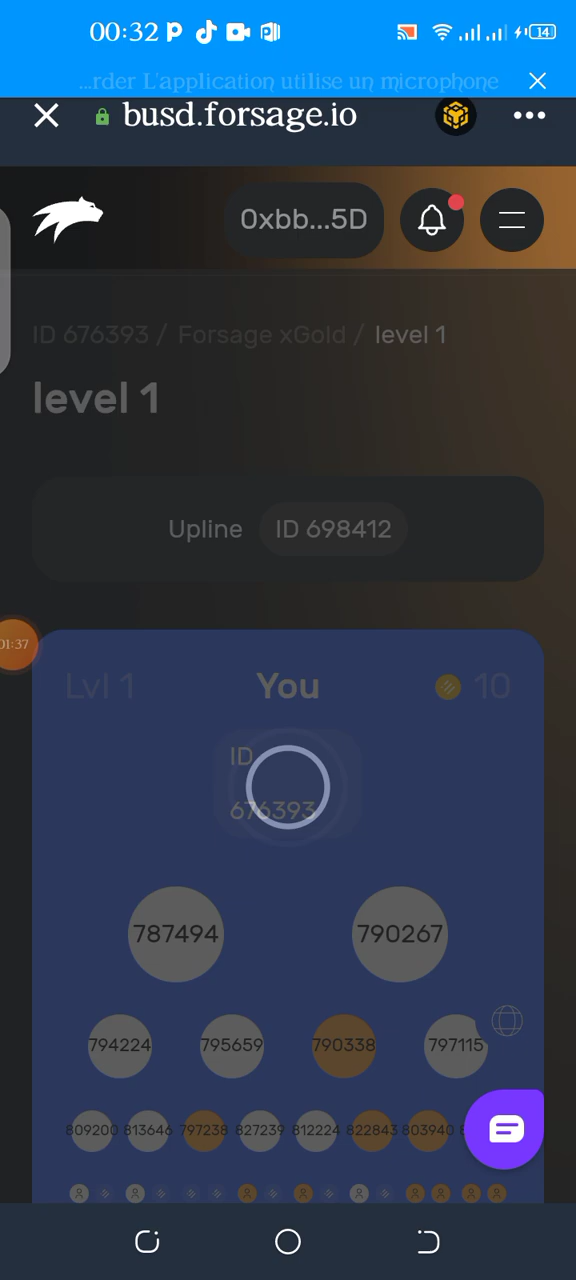 00:32
14
...rder L'application utilise un microphone
busd.forsage.io
0xbb...5D
ID 676393 / Forsage xGold / level 1
level 1
Upline ID 698412
01:37
Lvl 1 You 10
ID
676393
787494 790267
794224 795659 790338 797115
809200 813646 797238 827239 812224 822843 803940